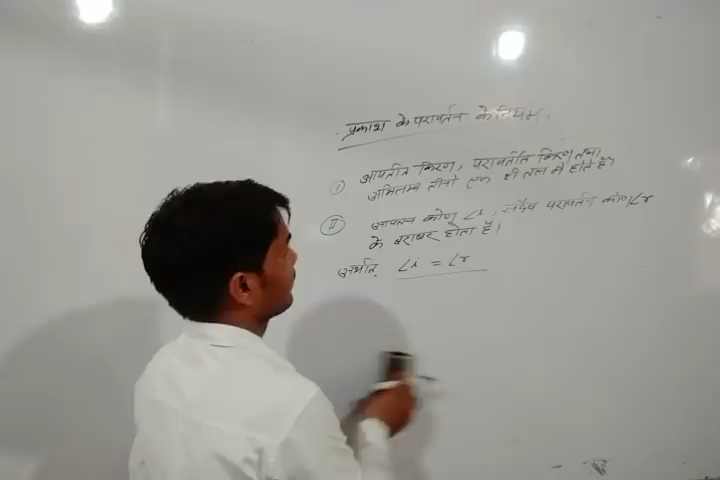 प्रकाश के परावर्तन के नियम।
① आपतित किरण, परावर्तित किरण तथा
अभिलम्ब तीनों एक ही तल में होते हैं।
Ⅱ आपतन कोण ∠i, सदैव परावर्तन कोण ∠r
के बराबर होता है।
अर्थात् ∠i = ∠r